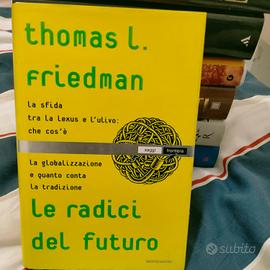 thomas l.
friedman
la sfida
tra la lexus e l'ulivo:
che cos'è
saggi frontiera
la globalizzazione
e quanto conta
la tradizione
le radici
del futuro
subito